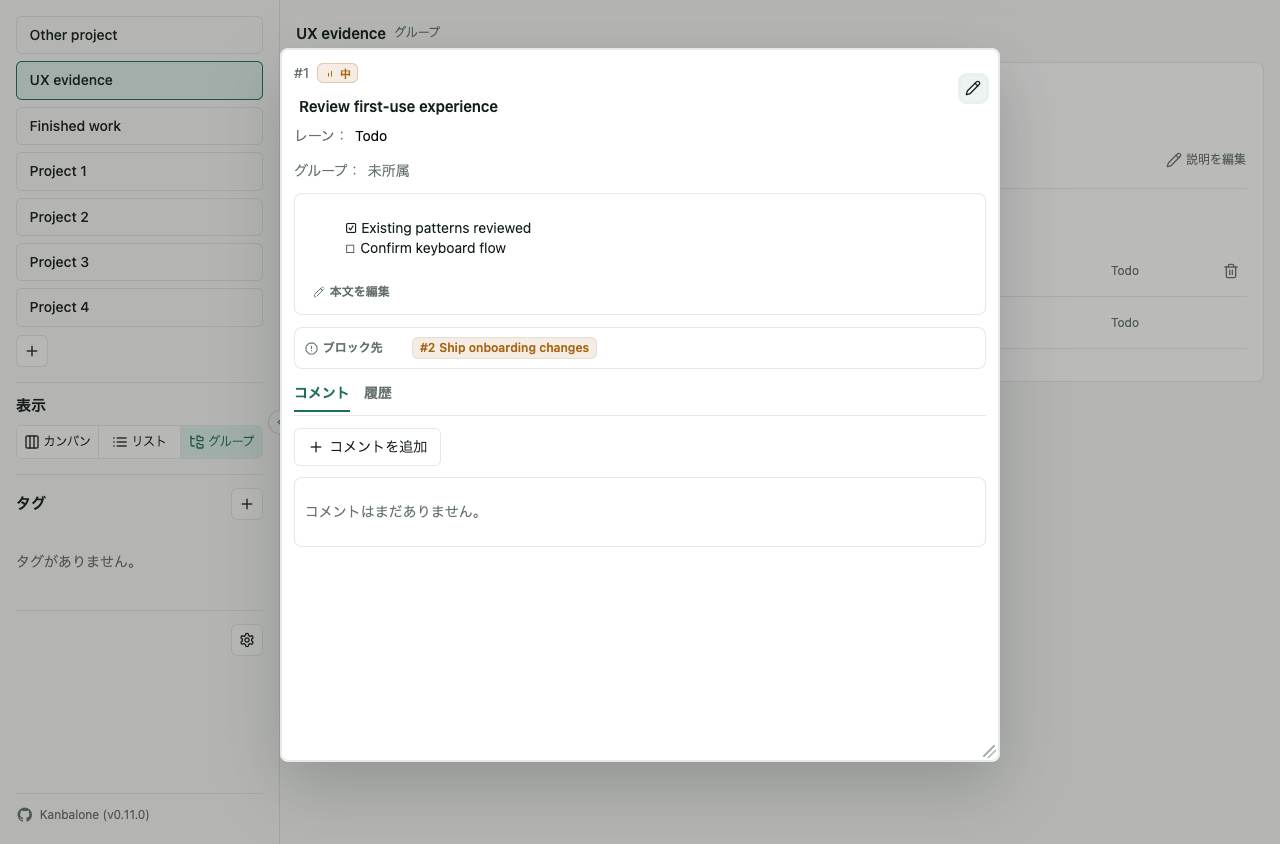 Other project
UX evidence
Finished work
Project 1
Project 2
Project 3
Project 4
表示
カンバン
リスト
グループ
タグ
タグがありません。
Kanbalone (v0.11.0)
UX evidence グループ
説明を編集
Todo
Todo
#1 中
Review first-use experience
レーン： Todo
グループ： 未所属
Existing patterns reviewed
Confirm keyboard flow
本文を編集
ブロック先 #2 Ship onboarding changes
コメント 履歴
コメントを追加
コメントはまだありません。